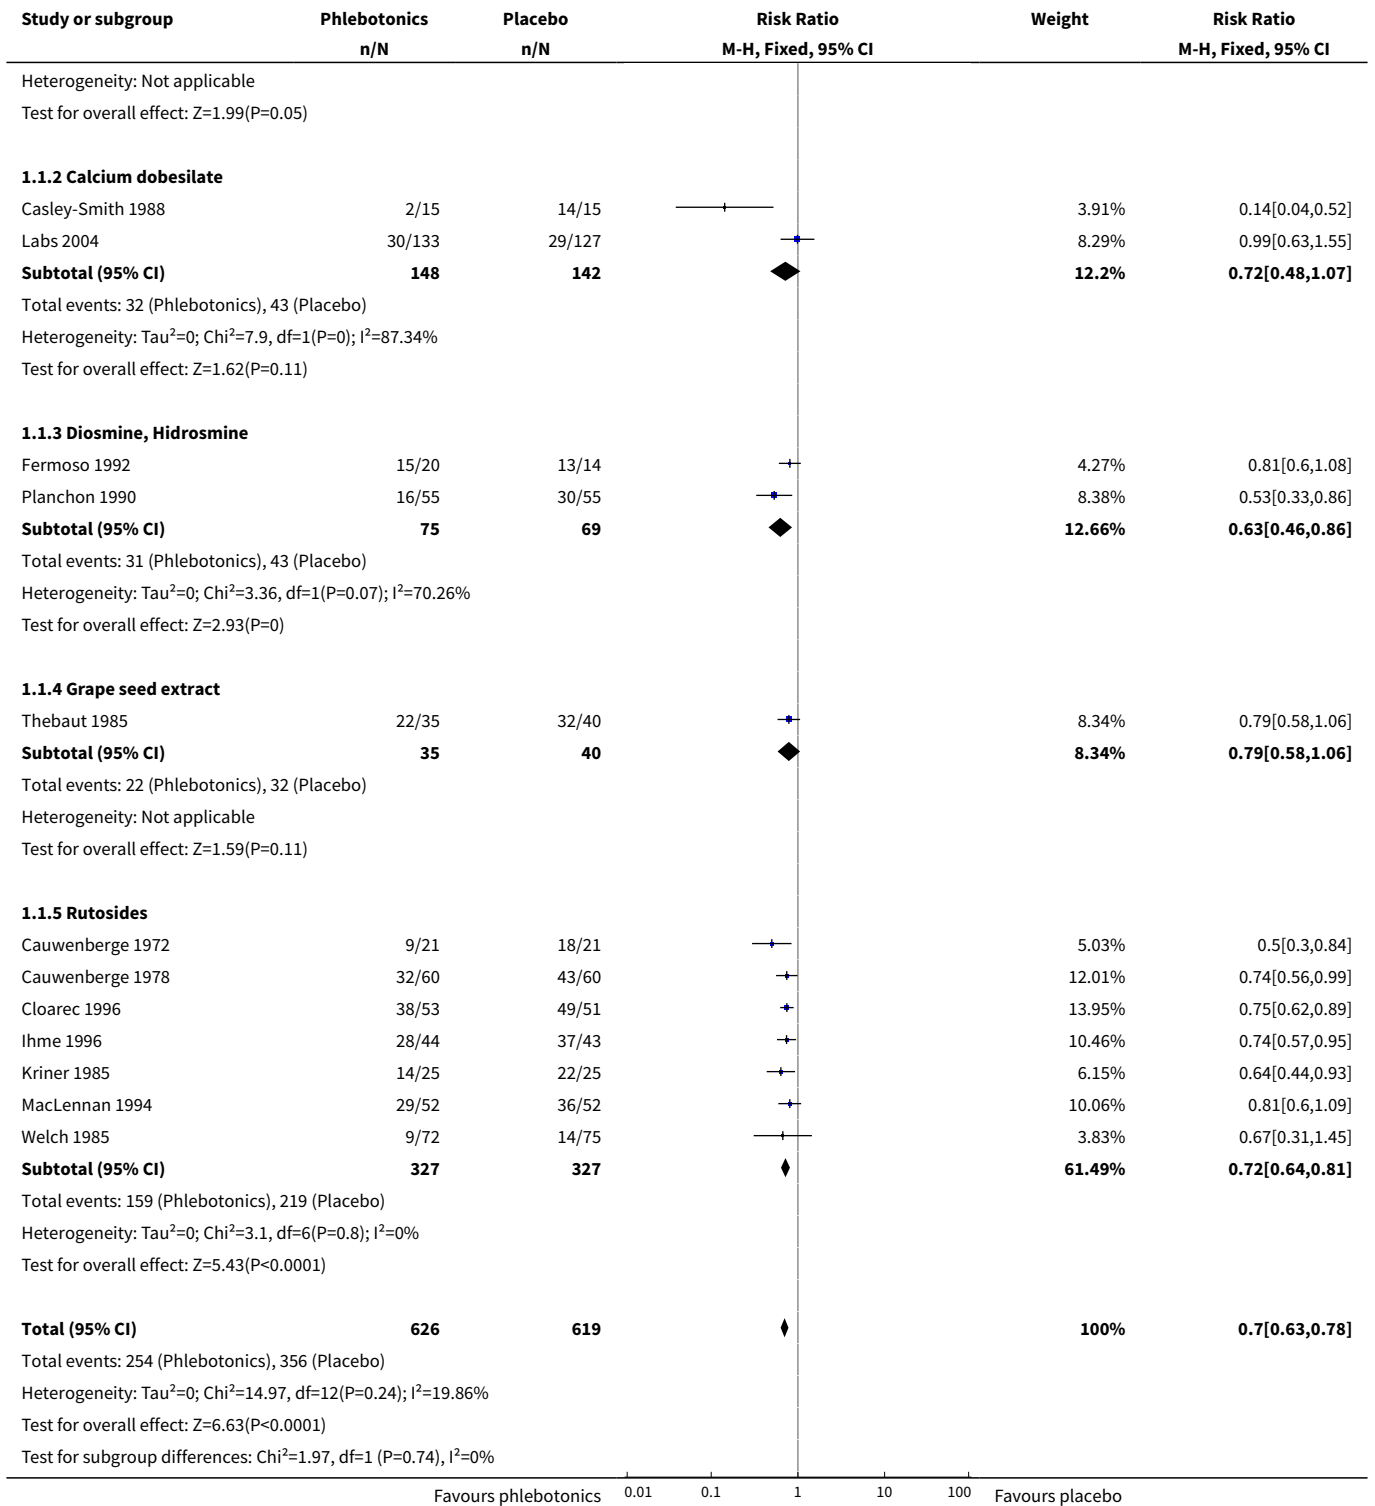 Study or subgroup Phlebotonics Placebo Risk Ratio Weight Risk Ratio
n/N n/N M-H, Fixed, 95% CI M-H, Fixed, 95% CI
Heterogeneity: Not applicable
Test for overall effect: Z=1.99(P=0.05)
1.1.2 Calcium dobesilate
Casley-Smith 1988 2/15 14/15 3.91% 0.14[0.04,0.52]
Labs 2004 30/133 29/127 8.29% 0.99[0.63,1.55]
Subtotal (95% CI) 148 142 12.2% 0.72[0.48,1.07]
Total events: 32 (Phlebotonics), 43 (Placebo)
Heterogeneity: Tau²=0; Chi²=7.9, df=1(P=0); I²=87.34%
Test for overall effect: Z=1.62(P=0.11)
1.1.3 Diosmine, Hidrosmine
Fermoso 1992 15/20 13/14 4.27% 0.81[0.6,1.08]
Planchon 1990 16/55 30/55 8.38% 0.53[0.33,0.86]
Subtotal (95% CI) 75 69 12.66% 0.63[0.46,0.86]
Total events: 31 (Phlebotonics), 43 (Placebo)
Heterogeneity: Tau²=0; Chi²=3.36, df=1(P=0.07); I²=70.26%
Test for overall effect: Z=2.93(P=0)
1.1.4 Grape seed extract
Thebaut 1985 22/35 32/40 8.34% 0.79[0.58,1.06]
Subtotal (95% CI) 35 40 8.34% 0.79[0.58,1.06]
Total events: 22 (Phlebotonics), 32 (Placebo)
Heterogeneity: Not applicable
Test for overall effect: Z=1.59(P=0.11)
1.1.5 Rutosides
Cauwenberge 1972 9/21 18/21 5.03% 0.5[0.3,0.84]
Cauwenberge 1978 32/60 43/60 12.01% 0.74[0.56,0.99]
Cloarec 1996 38/53 49/51 13.95% 0.75[0.62,0.89]
Ihme 1996 28/44 37/43 10.46% 0.74[0.57,0.95]
Kriner 1985 14/25 22/25 6.15% 0.64[0.44,0.93]
MacLennan 1994 29/52 36/52 10.06% 0.81[0.6,1.09]
Welch 1985 9/72 14/75 3.83% 0.67[0.31,1.45]
Subtotal (95% CI) 327 327 61.49% 0.72[0.64,0.81]
Total events: 159 (Phlebotonics), 219 (Placebo)
Heterogeneity: Tau²=0; Chi²=3.1, df=6(P=0.8); I²=0%
Test for overall effect: Z=5.43(P<0.0001)
Total (95% CI) 626 619 100% 0.7[0.63,0.78]
Total events: 254 (Phlebotonics), 356 (Placebo)
Heterogeneity: Tau²=0; Chi²=14.97, df=12(P=0.24); I²=19.86%
Test for overall effect: Z=6.63(P<0.0001)
Test for subgroup differences: Chi²=1.97, df=1 (P=0.74), I²=0%
Favours phlebotonics 0.01 0.1 1 10 100 Favours placebo